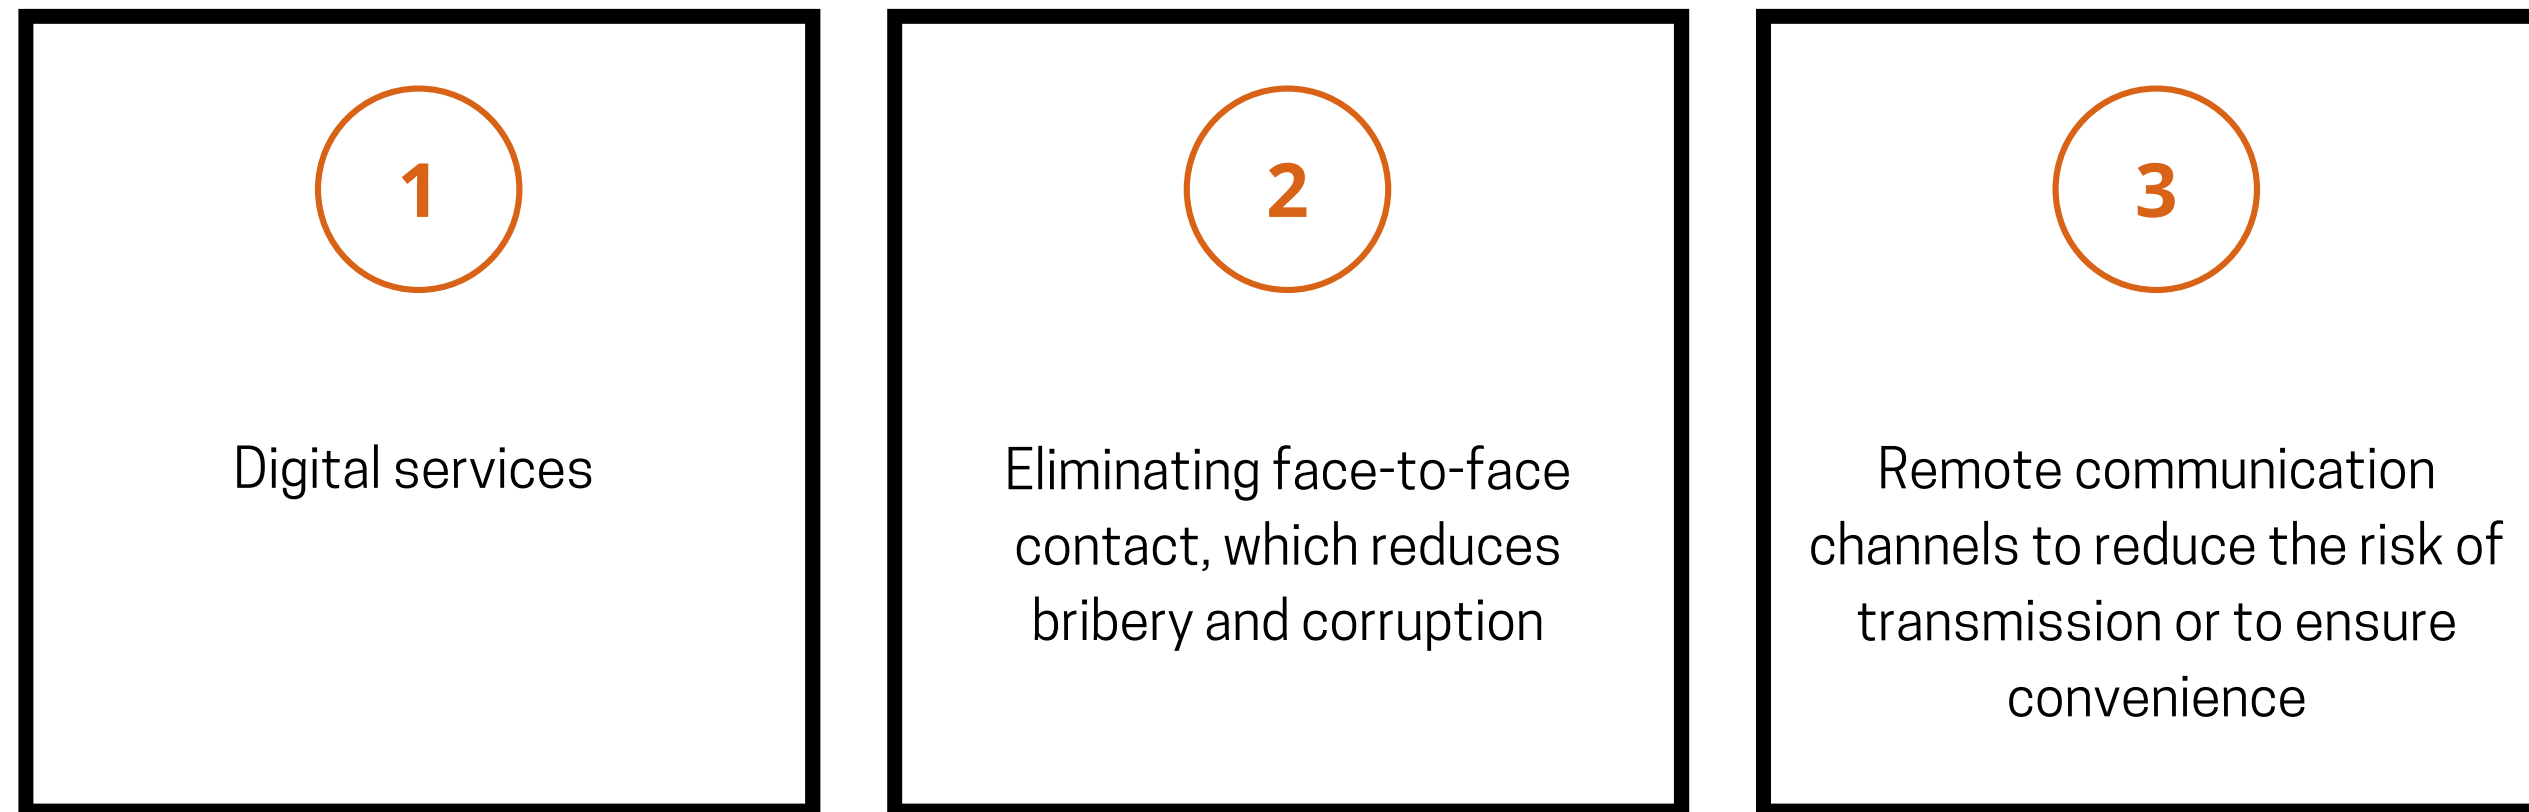 1
Digital services
2
Eliminating face-to-face
contact, which reduces
bribery and corruption
3
Remote communication
channels to reduce the risk of
transmission or to ensure
convenience